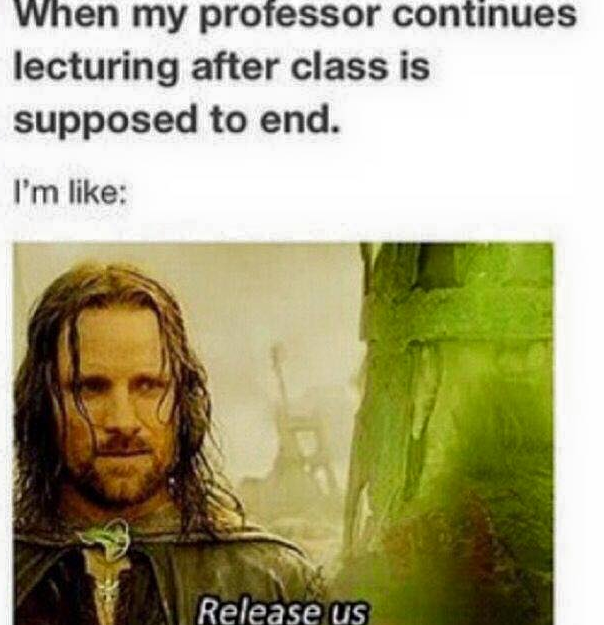 When my professor continues
lecturing after class is
supposed to end.
I'm like:
Release us